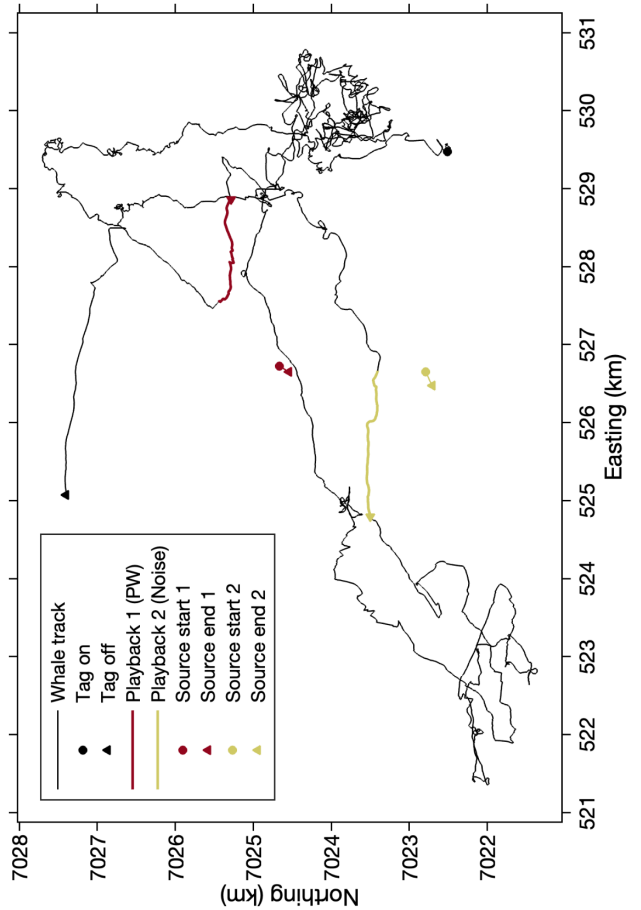 Whale track
Tag on
Tag off
Playback 1 (PW)
Playback 2 (Noise)
Source start 1
Source end 1
Source start 2
Source end 2
Northing (km)
7028
7027
7026
7025
7024
7023
7022
521
522
523
524
525
526
527
528
529
530
531
Easting (km)